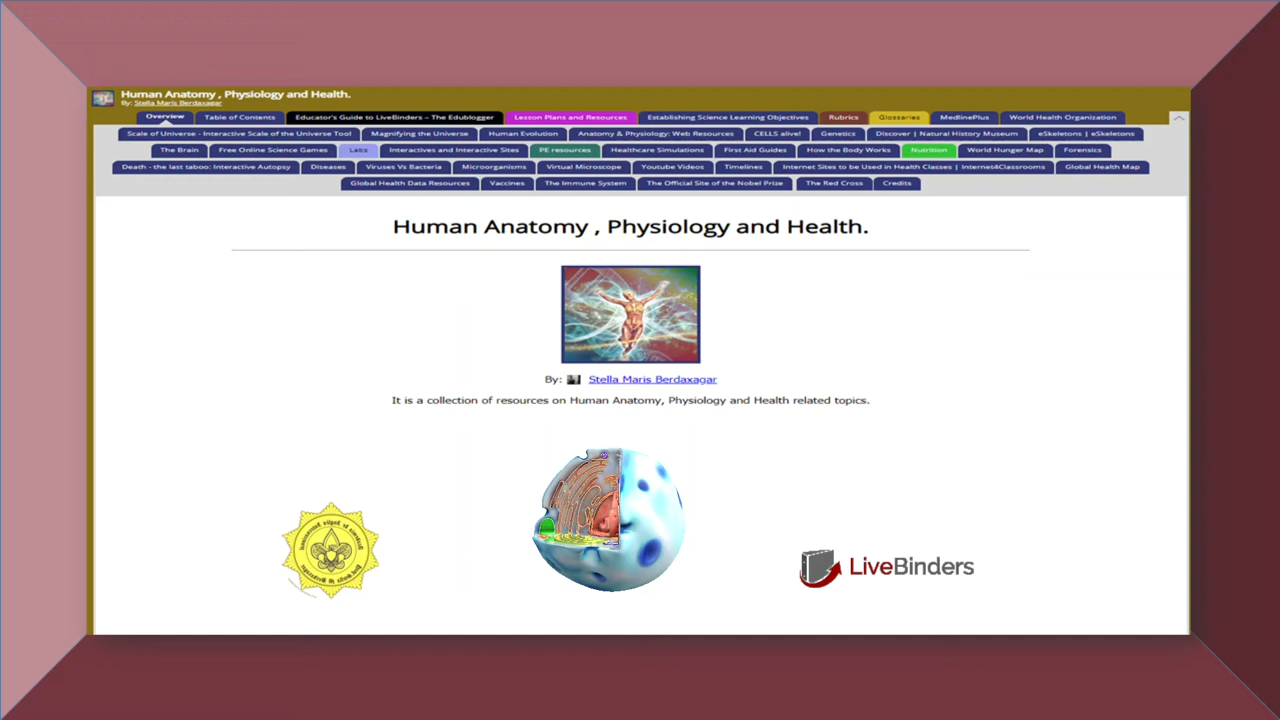 Human Anatomy , Physiology and Health.
By: Stella Maris Berdaxagar
Overview Table of Contents Educator's Guide to LiveBinders – The Edublogger Lesson Plans and Resources Establishing Science Learning Objectives Rubrics Glossaries MedlinePlus World Health Organization
Scale of Universe - Interactive Scale of the Universe Tool Magnifying the Universe Human Evolution Anatomy & Physiology: Web Resources CELLS alive! Genetics Discover | Natural History Museum eSkeletons | eSkeletons
The Brain Free Online Science Games Labs Interactives and Interactive Sites PE resources Healthcare Simulations First Aid Guides How the Body Works Nutrition World Hunger Map Forensics
Death - the last taboo: Interactive Autopsy Diseases Viruses Vs Bacteria Microorganisms Virtual Microscope Youtube Videos Timelines Internet Sites to be Used in Health Classes | Internet4Classrooms Global Health Map
Global Health Data Resources Vaccines The Immune System The Official Site of the Nobel Prize The Red Cross Credits
Human Anatomy , Physiology and Health.
By: Stella Maris Berdaxagar
It is a collection of resources on Human Anatomy, Physiology and Health related topics.
LiveBinders